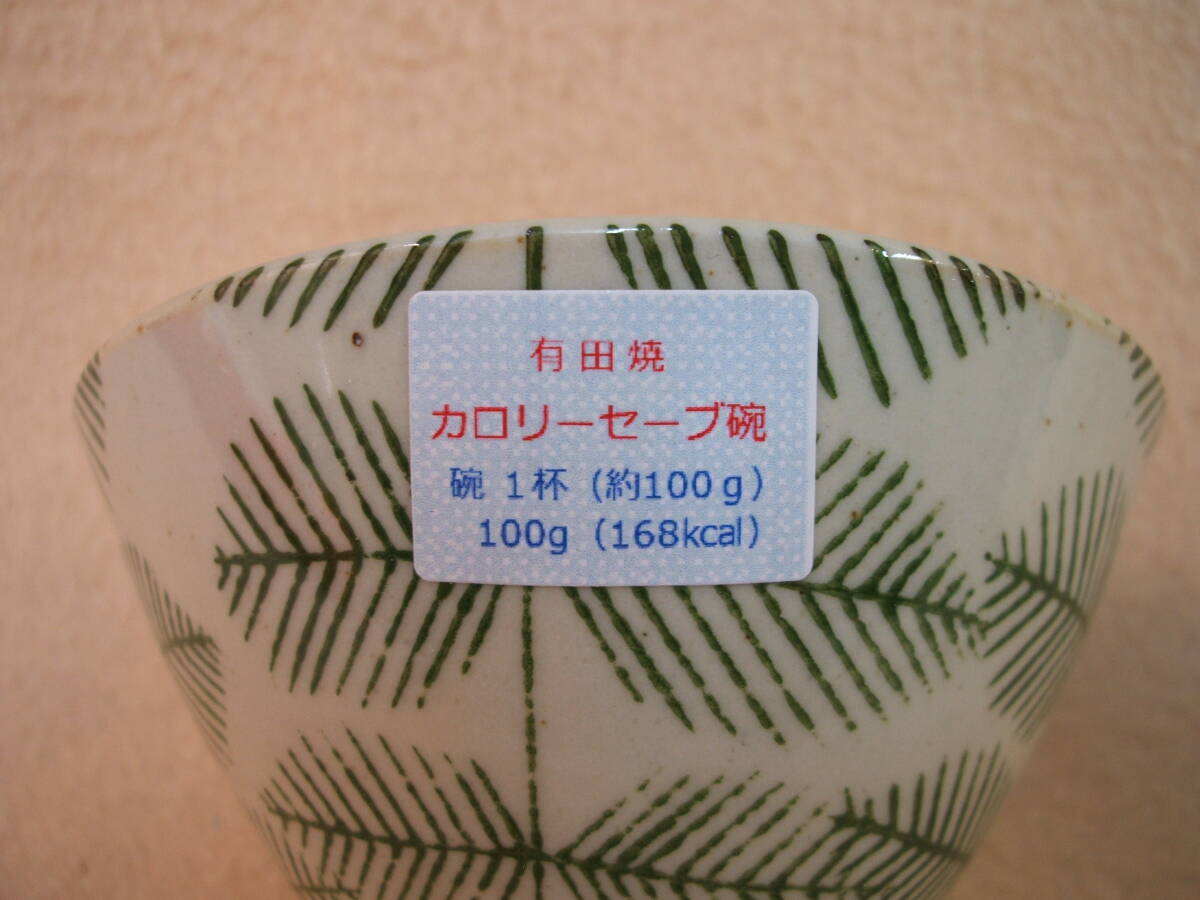 有田焼
カロリーセーブ碗
碗 1杯 (約100g)
100g (168kcal)